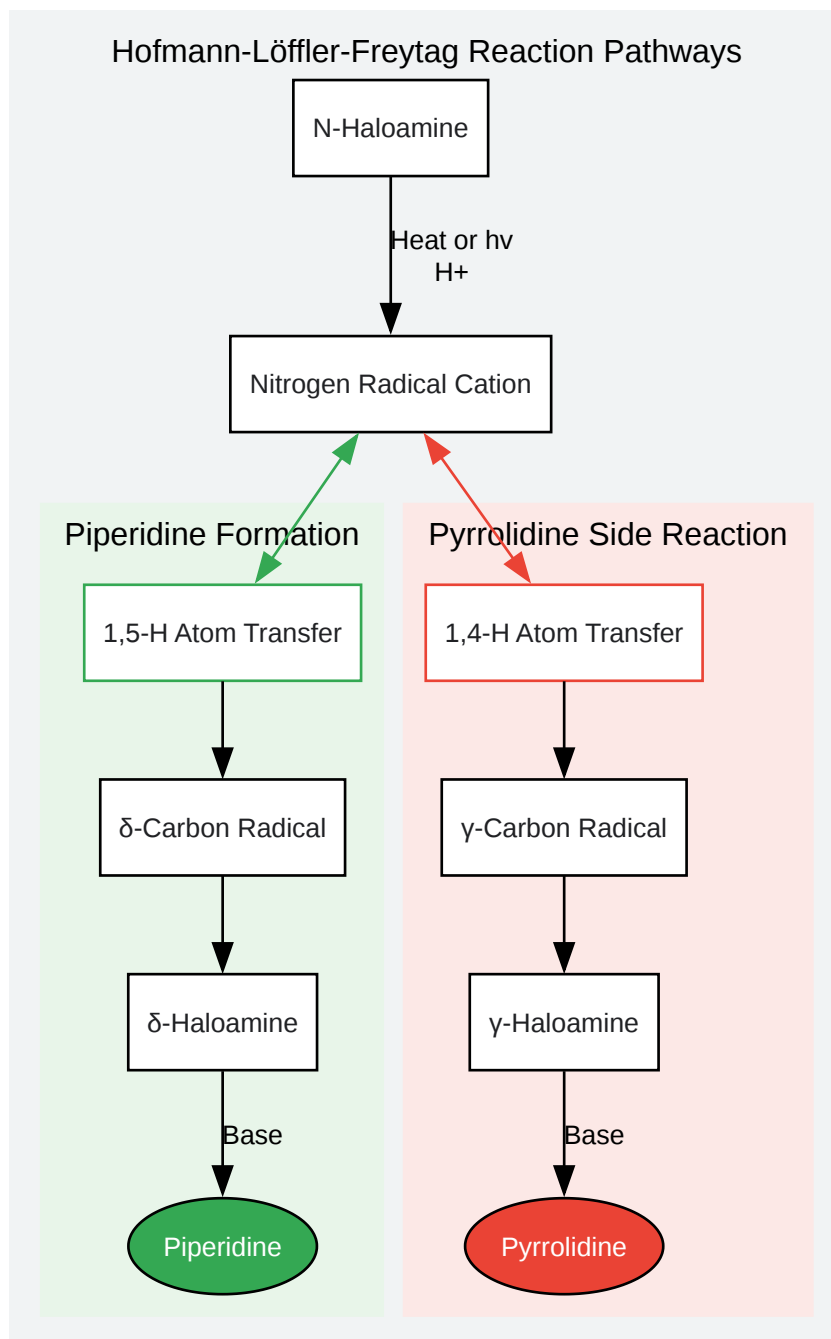 Hofmann-Löffler-Freytag Reaction Pathways
N-Haloamine
Heat or hv
H+
Nitrogen Radical Cation
Piperidine Formation
1,5-H Atom Transfer
δ-Carbon Radical
δ-Haloamine
Base
Piperidine
Pyrrolidine Side Reaction
1,4-H Atom Transfer
γ-Carbon Radical
γ-Haloamine
Base
Pyrrolidine